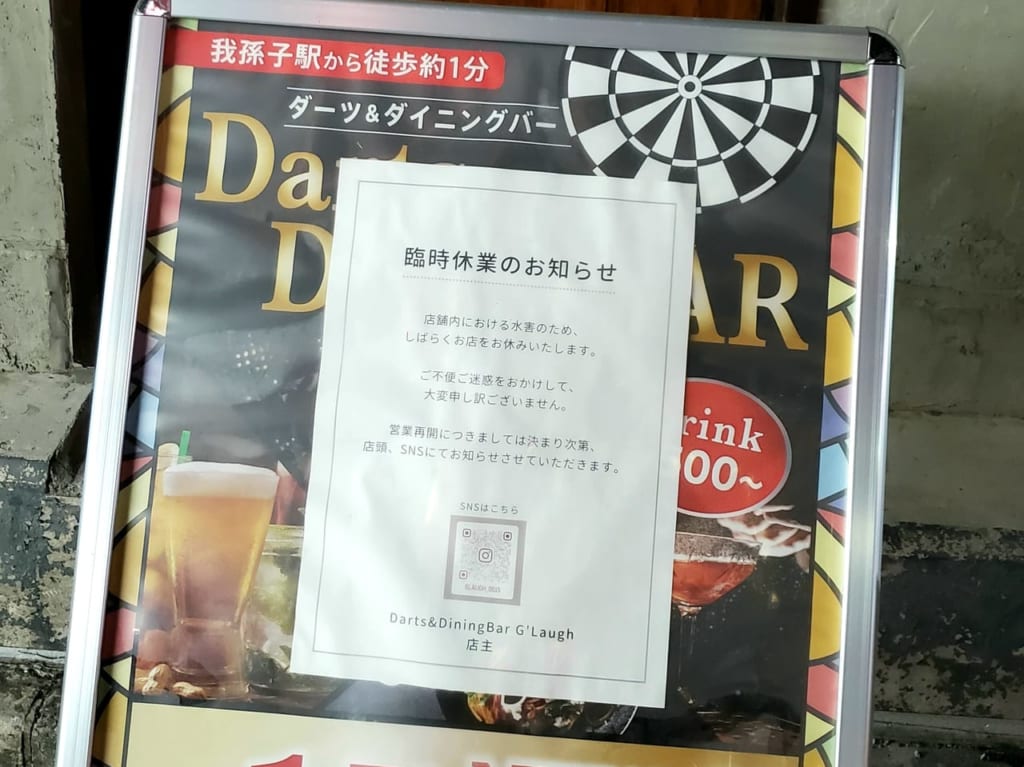 我孫子駅から徒歩約1分
ダーツ&ダイニングバー
Da
D
AR
臨時休業のお知らせ
店舗内における水害のため、
しばらくお店をお休みいたします。
ご不便ご迷惑をおかけして、
大変申し訳ございません。
営業再開につきましては決まり次第、
店頭、SNSにてお知らせさせていただきます。
rink
00~
SNSはこちら
Darts&DiningBar G'Laugh
店主